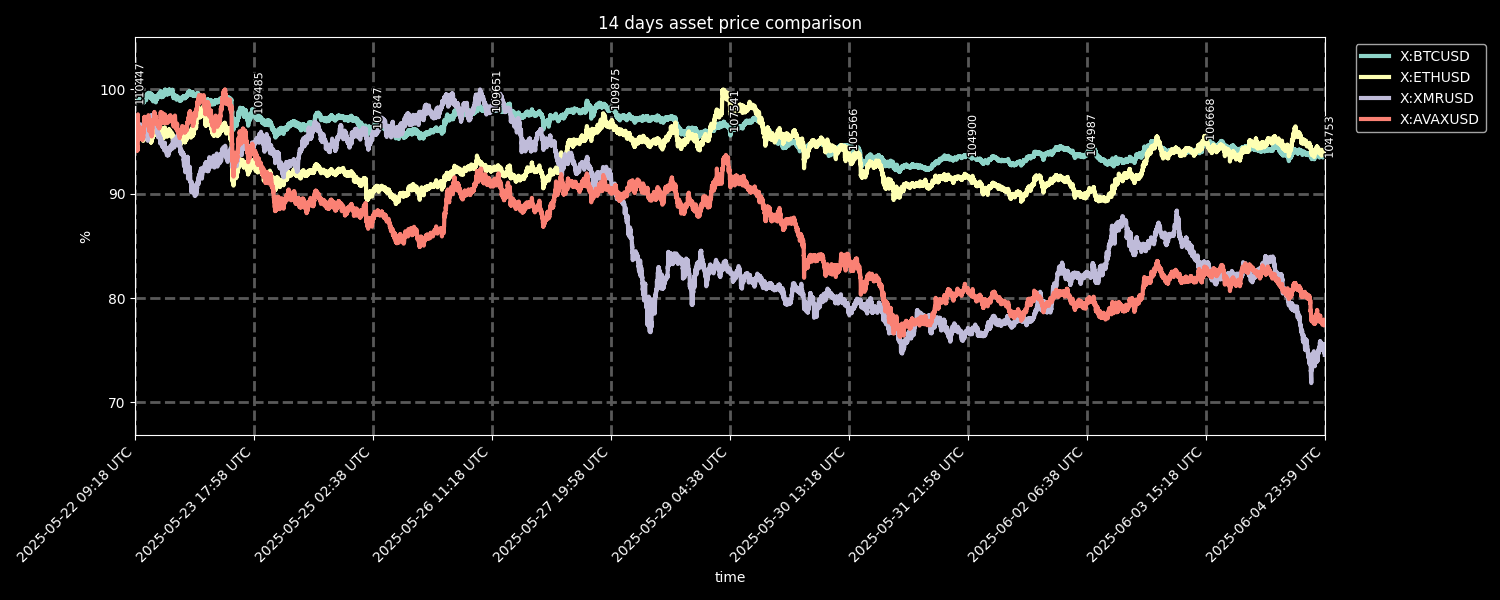 14 days asset price comparison
X:BTCUSD
X:ETHUSD
X:XMRUSD
X:AVAXUSD
%
100
90
80
70
110447
109485
107847
109651
109875
107541
105566
104900
104987
106668
104753
2025-05-22 09:18 UTC
2025-05-23 17:58 UTC
2025-05-25 02:38 UTC
2025-05-26 11:18 UTC
2025-05-27 19:58 UTC
2025-05-29 04:38 UTC
2025-05-30 13:18 UTC
2025-05-31 21:58 UTC
2025-06-02 06:38 UTC
2025-06-03 15:18 UTC
2025-06-04 23:59 UTC
time